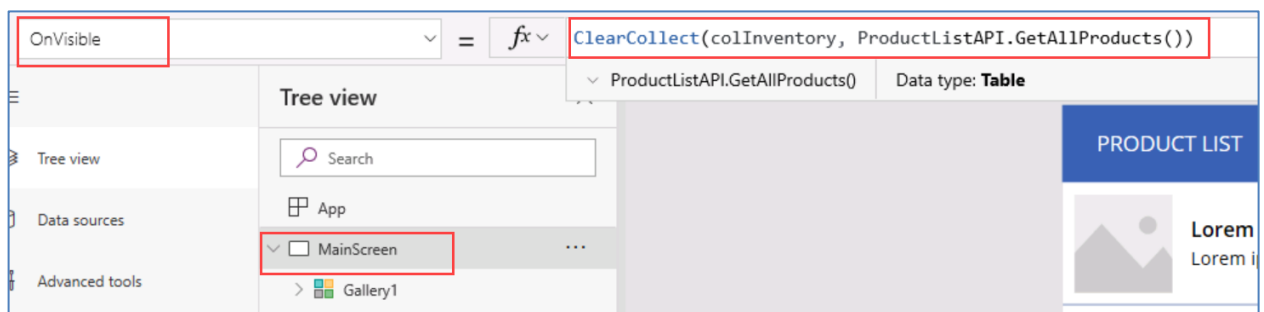 OnVisible
=
fx
ClearCollect(colInventory, ProductListAPI.GetAllProducts())
ProductListAPI.GetAllProducts()
Data type: Table
Tree view
Search
App
MainScreen
...
Gallery1
Tree view
Data sources
Advanced tools
PRODUCT LIST
Lorem
Lorem